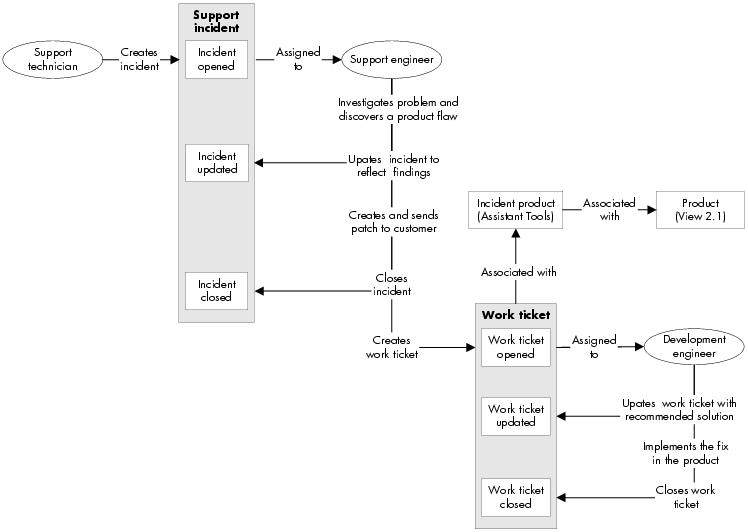 Support
incident
Support
technician
Creates
incident
Incident
opened
Assigned
to
Support engineer
Investigates problem and
discovers a product flaw
Incident
updated
Upates incident to
reflect findings
Creates and sends
patch to customer
Incident
closed
Closes
incident
Creates
work ticket
Incident product
(Assistant Tools)
Associated
with
Product
(View 2.1)
Associated with
Work ticket
Work ticket
opened
Assigned
to
Development
engineer
Work ticket
updated
Upates work ticket with
recommended solution
Implements the fix
in the product
Work ticket
closed
Closes work
ticket